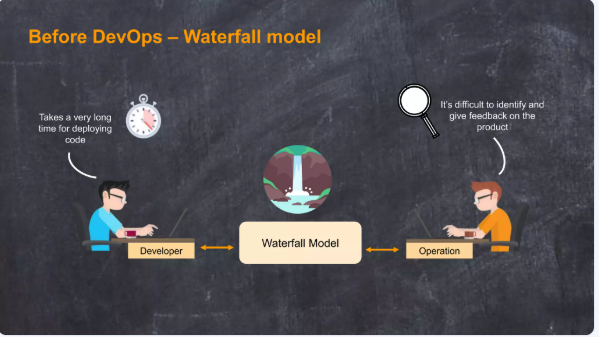 Before DevOps – Waterfall model
Takes a very long
time for deploying
code
It's difficult to identify and
give feedback on the
product
Waterfall Model
Developer
Operation